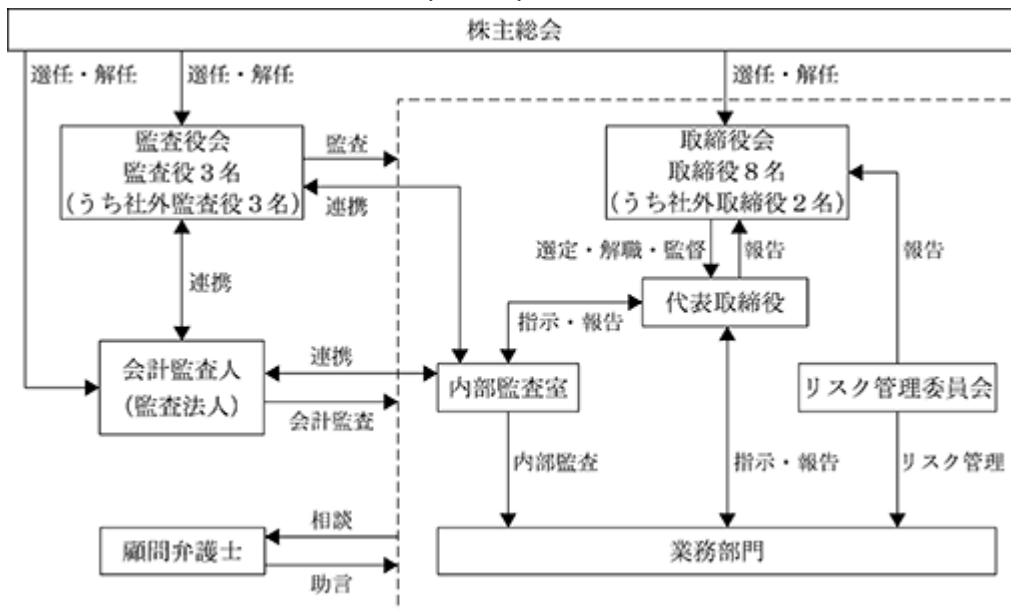 株主総会
選任・解任
選任・解任
選任・解任
監査役会
監査役3名
(うち社外監査役3名)
監査
連携
取締役会
取締役8名
(うち社外取締役2名)
選定・解職・監督
報告
報告
連携
代表取締役
指示・報告
会計監査人
(監査法人)
連携
会計監査
内部監査室
リスク管理委員会
内部監査
指示・報告
リスク管理
顧問弁護士
相談
助言
業務部門